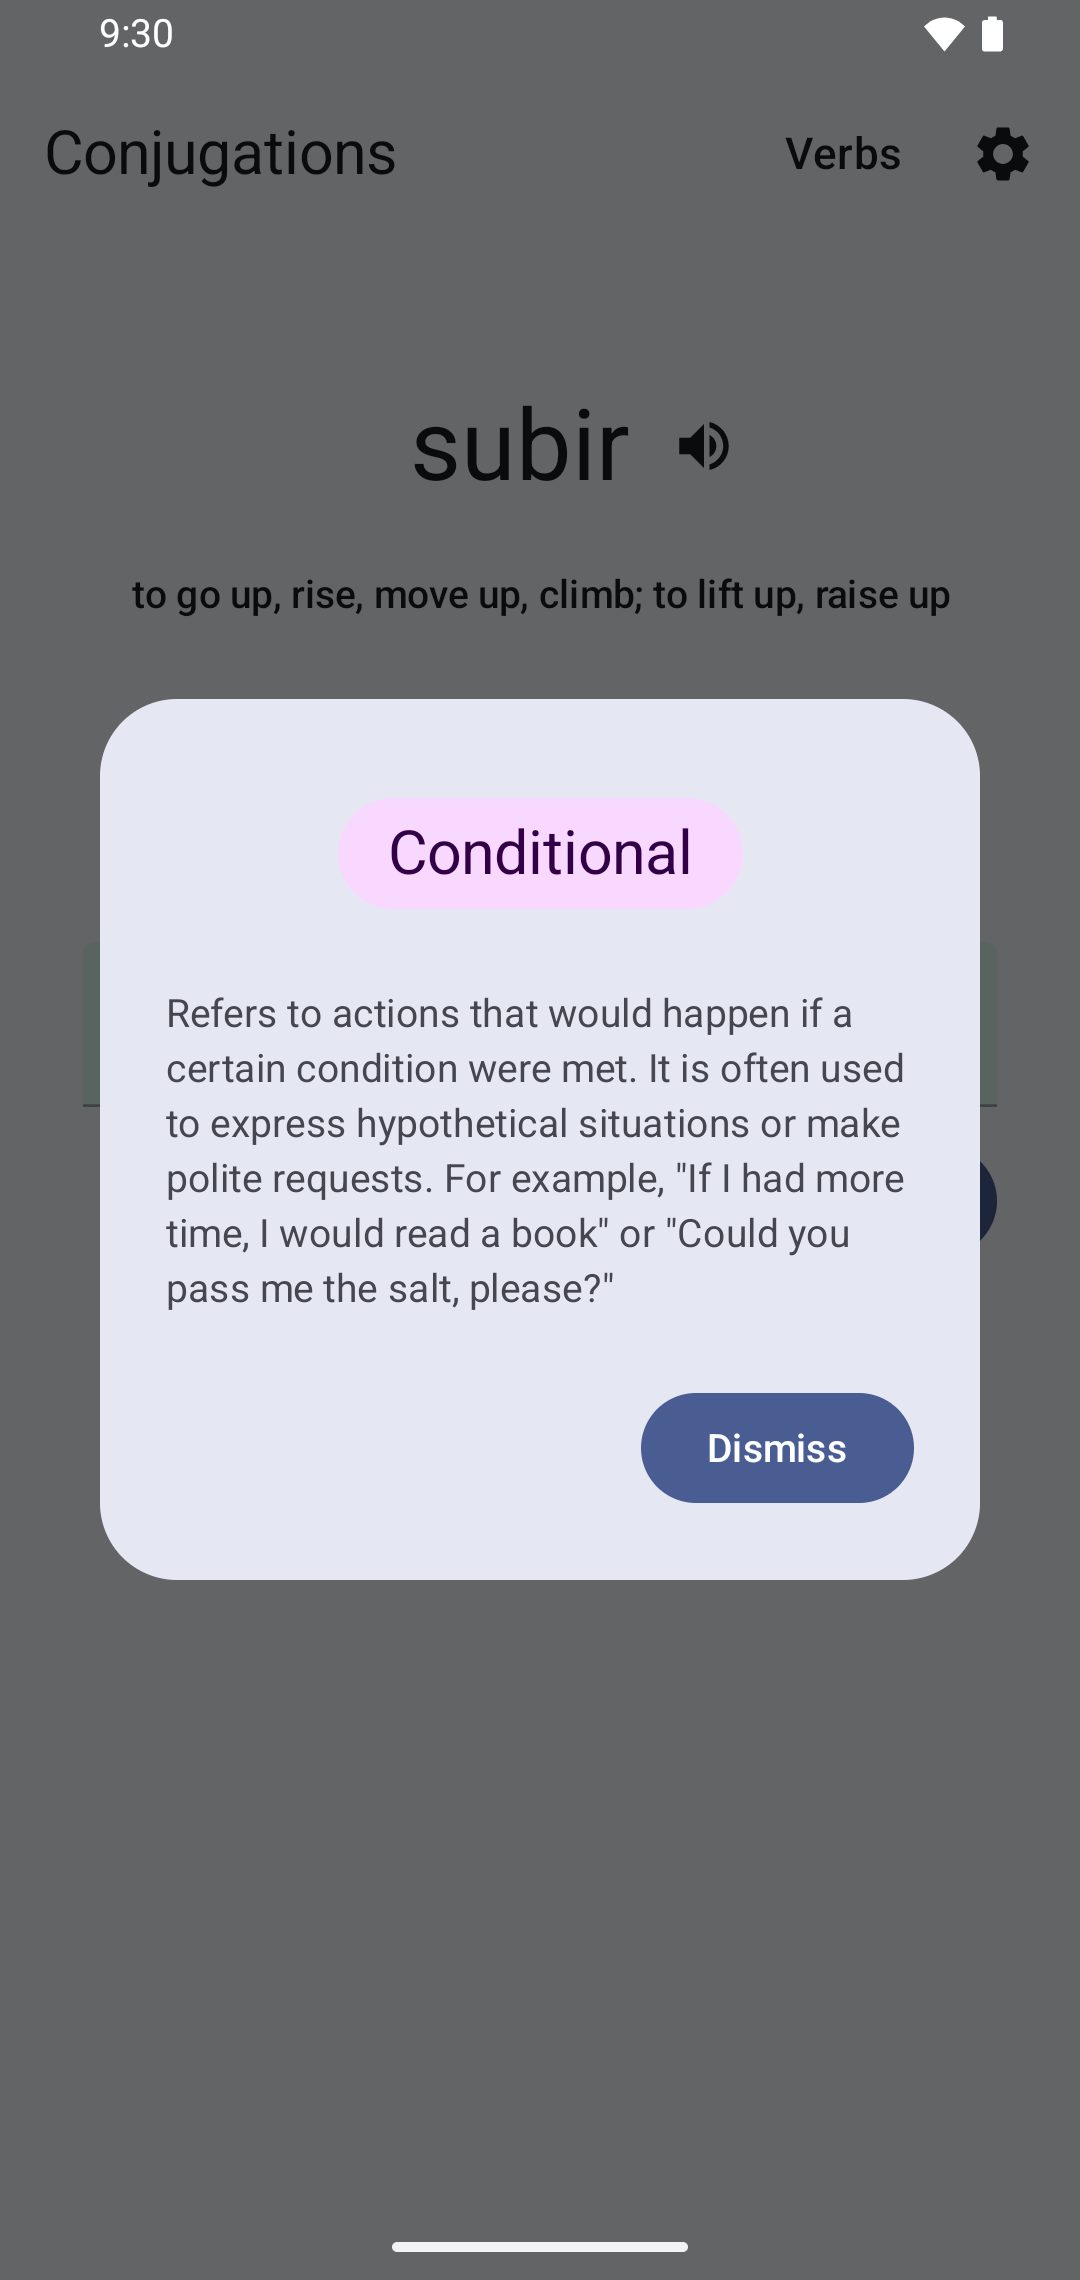 9:30
Conjugations
Verbs
subir
to go up, rise, move up, climb; to lift up, raise up
Conditional
Refers to actions that would happen if a
certain condition were met. It is often used
to express hypothetical situations or make
polite requests. For example, "If I had more
time, I would read a book" or "Could you
pass me the salt, please?"
Dismiss